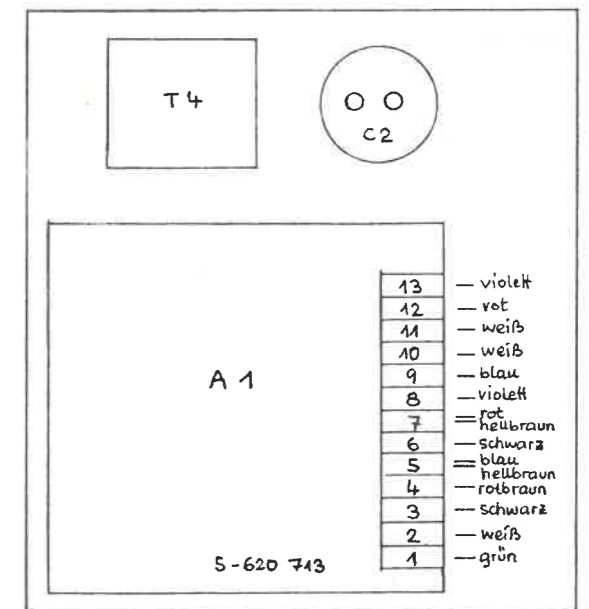 T4
C2
13 — violett
12 — rot
11 — weiß
10 — weiß
9 — blau
A 1
8 — violett
7 = rot
hellbraun
6 — schwarz
5 = blau
hellbraun
4 — rotbraun
3 — schwarz
2 — weiß
1 — grün
5-620 713